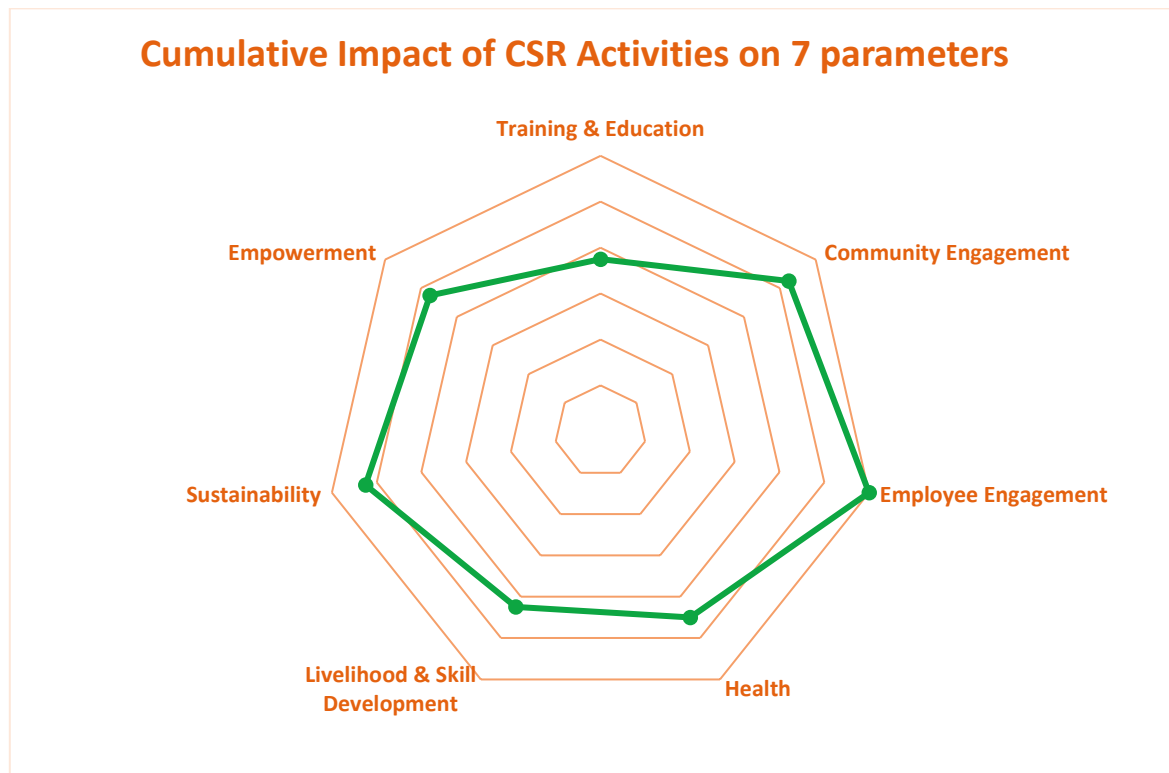 Cumulative Impact of CSR Activities on 7 parameters
Training & Education
Empowerment
Community Engagement
Sustainability
Employee Engagement
Livelihood & Skill
Development
Health